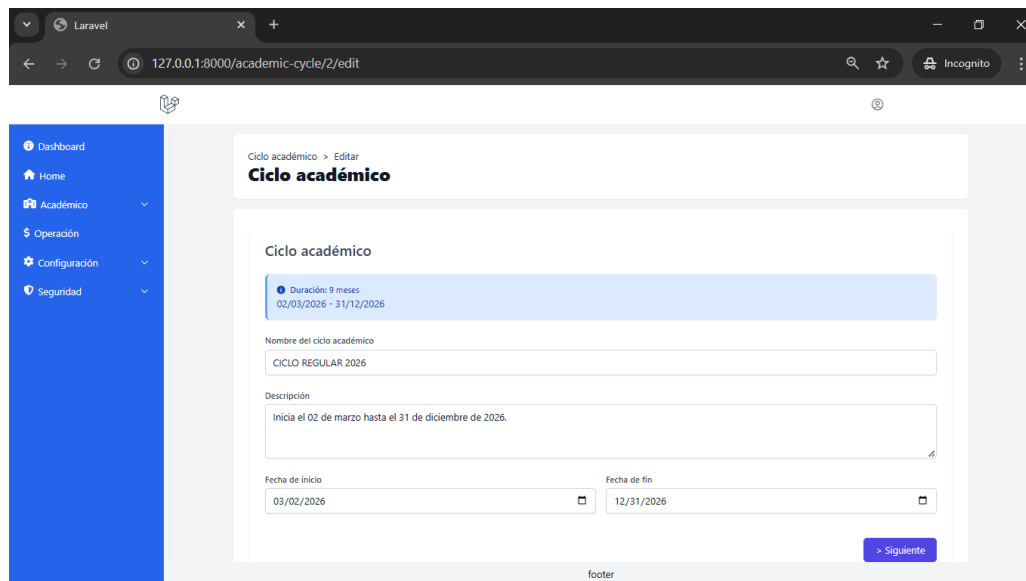 Laravel
127.0.0.1:8000/academic-cycle/2/edit
Incognito
Dashboard
Home
Académico
Operación
Configuración
Seguridad
Ciclo académico > Editar
Ciclo académico
Ciclo académico
Duración: 9 meses
02/03/2026 - 31/12/2026
Nombre del ciclo académico
CICLO REGULAR 2026
Descripción
Inicia el 02 de marzo hasta el 31 de diciembre de 2026.
Fecha de inicio
Fecha de fin
03/02/2026
12/31/2026
> Siguiente
footer